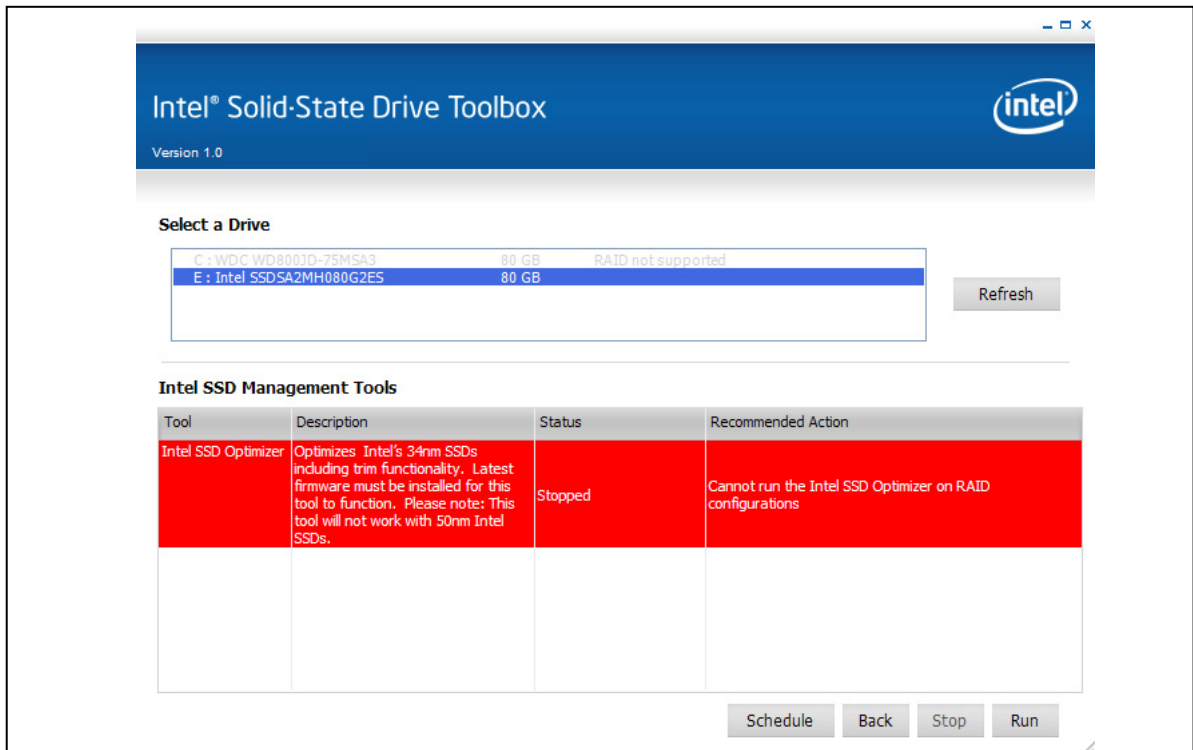 Intel® Solid-State Drive Toolbox
intel
Version 1.0
Select a Drive
C : WDC WD800JD-75MSA3 80 GB RAID not supported
E : Intel SSDSA2MH080G2ES 80 GB
Refresh
Intel SSD Management Tools
Tool Description Status Recommended Action
Intel SSD Optimizer
Optimizes Intel's 34nm SSDs
including trim functionality. Latest
firmware must be installed for this
tool to function. Please note: This
tool will not work with 50nm Intel
SSDs.
Stopped
Cannot run the Intel SSD Optimizer on RAID
configurations
Schedule Back Stop Run